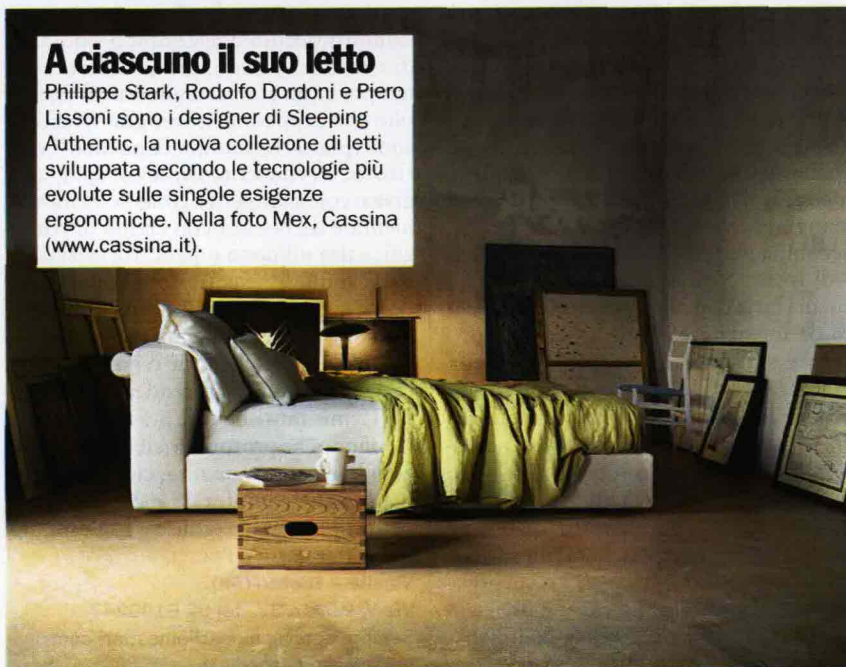 A ciascuno il suo letto
Philippe Stark, Rodolfo Dordoni e Piero
Lissoni sono i designer di Sleeping
Authentic, la nuova collezione di letti
sviluppata secondo le tecnologie più
evolute sulle singole esigenze
ergonomiche. Nella foto Mex, Cassina
(www.cassina.it).